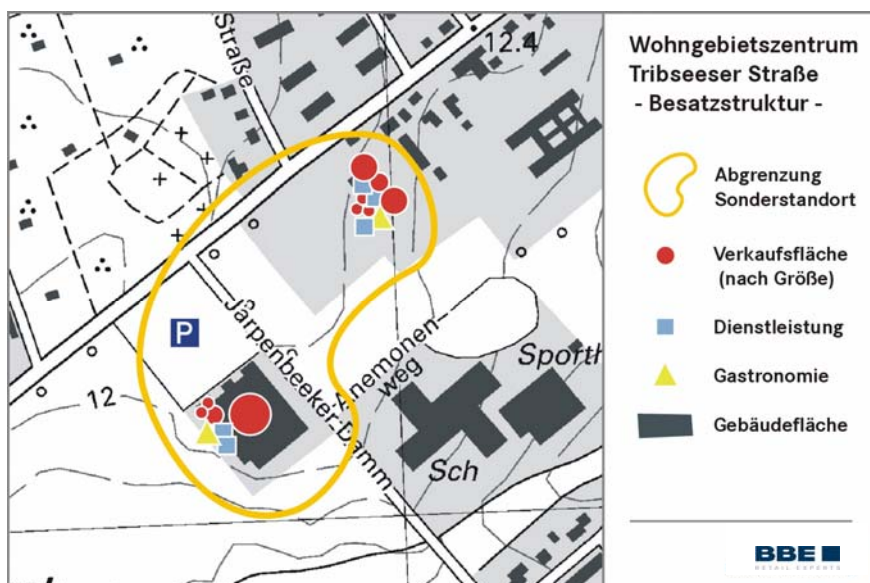 Straße
12.4
P
Jarpenbeeker Damm
Anemonen
weg
Sporth
12
Sch
Wohngebietszentrum
Tribseeser Straße
- Besatzstruktur -
Abgrenzung
Sonderstandort
Verkaufsfläche
(nach Größe)
Dienstleistung
Gastronomie
Gebäudefläche
BBE
RETAIL EXPERTS